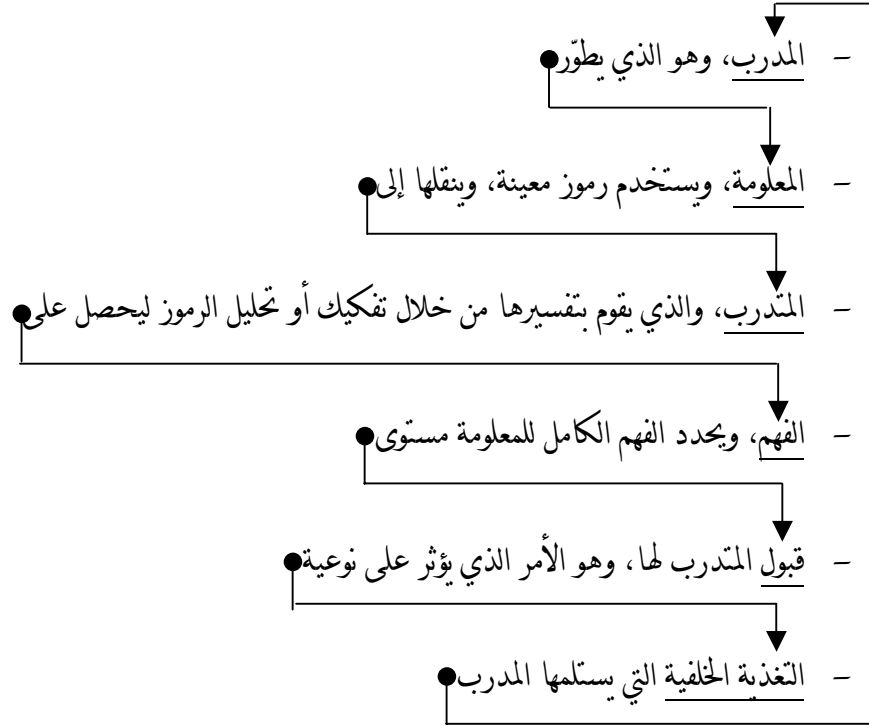 - المدرب، وهو الذي يطوّر
- المعلومة، ويستخدم رموز معينة، وينقلها إلى
- المتدرب، والذي يقوم بتفسيرها من خلال تفكيك أو تحليل الرموز ليحصل على
- الفهم، ويحدد الفهم الكامل للمعلومة مستوى
- قبول المتدرب لها، وهو الأمر الذي يؤثر على نوعية
- التغذية الخلفية التي يستلمها المدرب